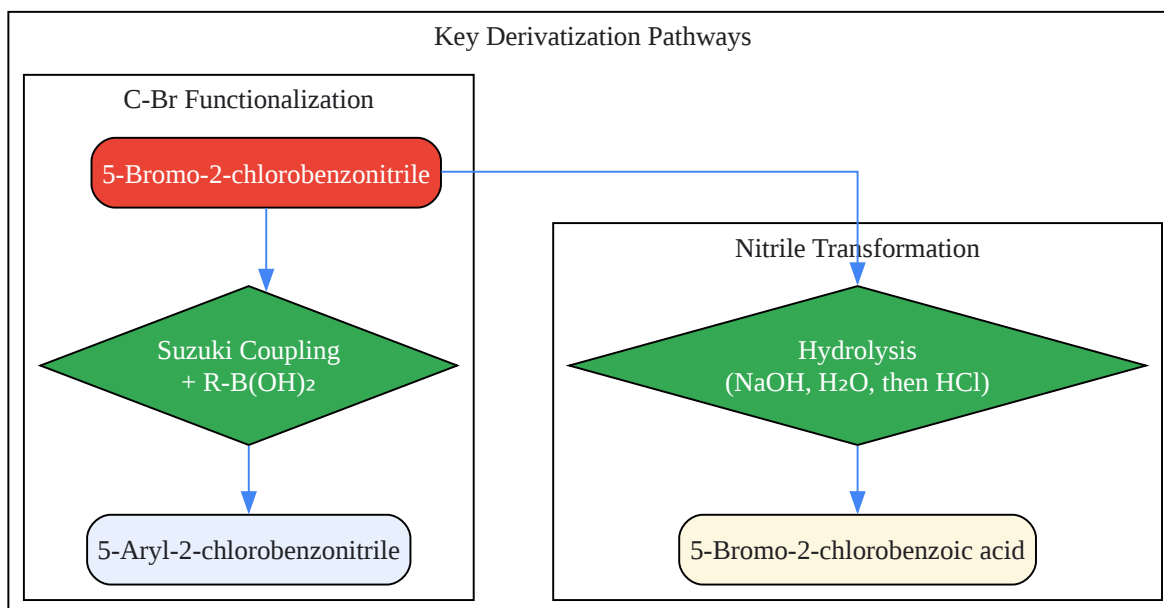 Key Derivatization Pathways
C-Br Functionalization
5-Bromo-2-chlorobenzonitrile
Suzuki Coupling
+ R-B(OH)₂
5-Aryl-2-chlorobenzonitrile
Nitrile Transformation
Hydrolysis
(NaOH, H₂O, then HCl)
5-Bromo-2-chlorobenzoic acid